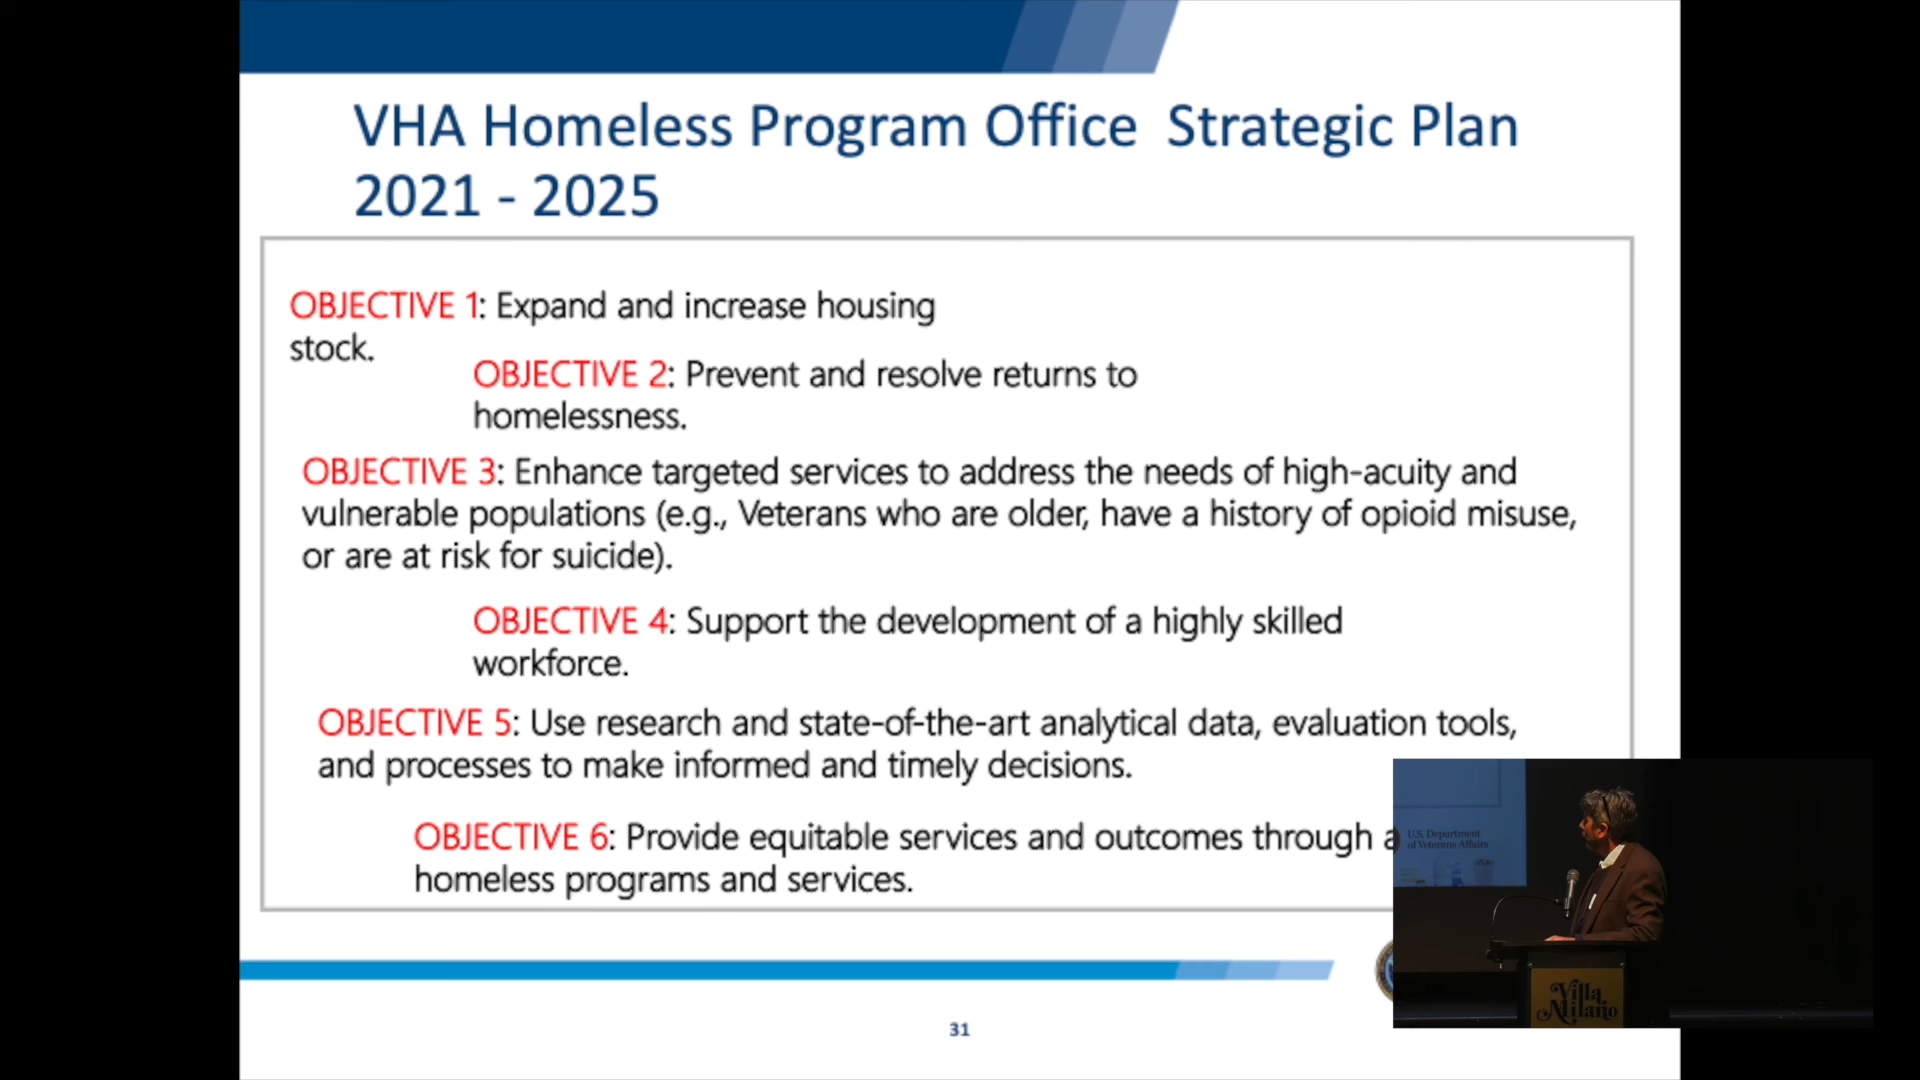 VHA Homeless Program Office Strategic Plan
2021 - 2025
OBJECTIVE 1: Expand and increase housing
stock.
OBJECTIVE 2: Prevent and resolve returns to
homelessness.
OBJECTIVE 3: Enhance targeted services to address the needs of high-acuity and
vulnerable populations (e.g., Veterans who are older, have a history of opioid misuse,
or are at risk for suicide).
OBJECTIVE 4: Support the development of a highly skilled
workforce.
OBJECTIVE 5: Use research and state-of-the-art analytical data, evaluation tools,
and processes to make informed and timely decisions.
OBJECTIVE 6: Provide equitable services and outcomes through
homeless programs and services.
U.S. Department
of Veterans Affairs
Villa
Milano
31